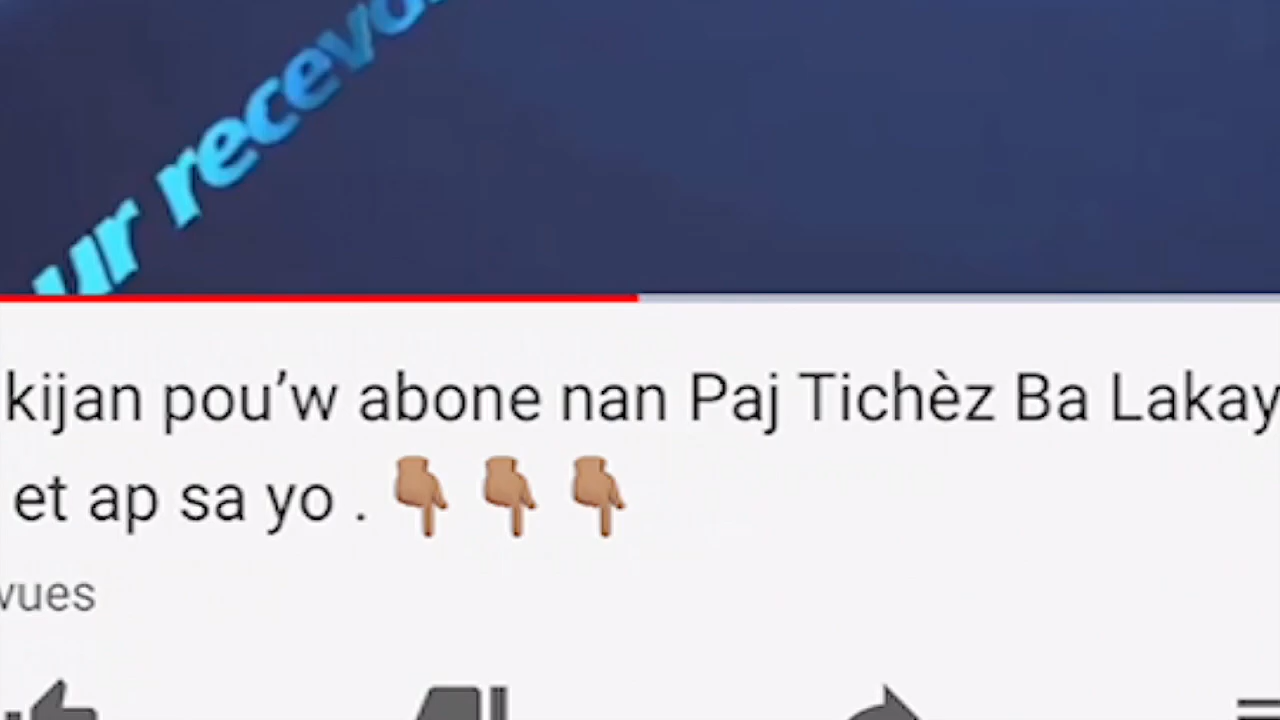 ur recevo
kijan pou’w abone nan Paj Tichèz Ba Lakay
et ap sa yo . 👇🏽 👇🏽 👇🏽
vues